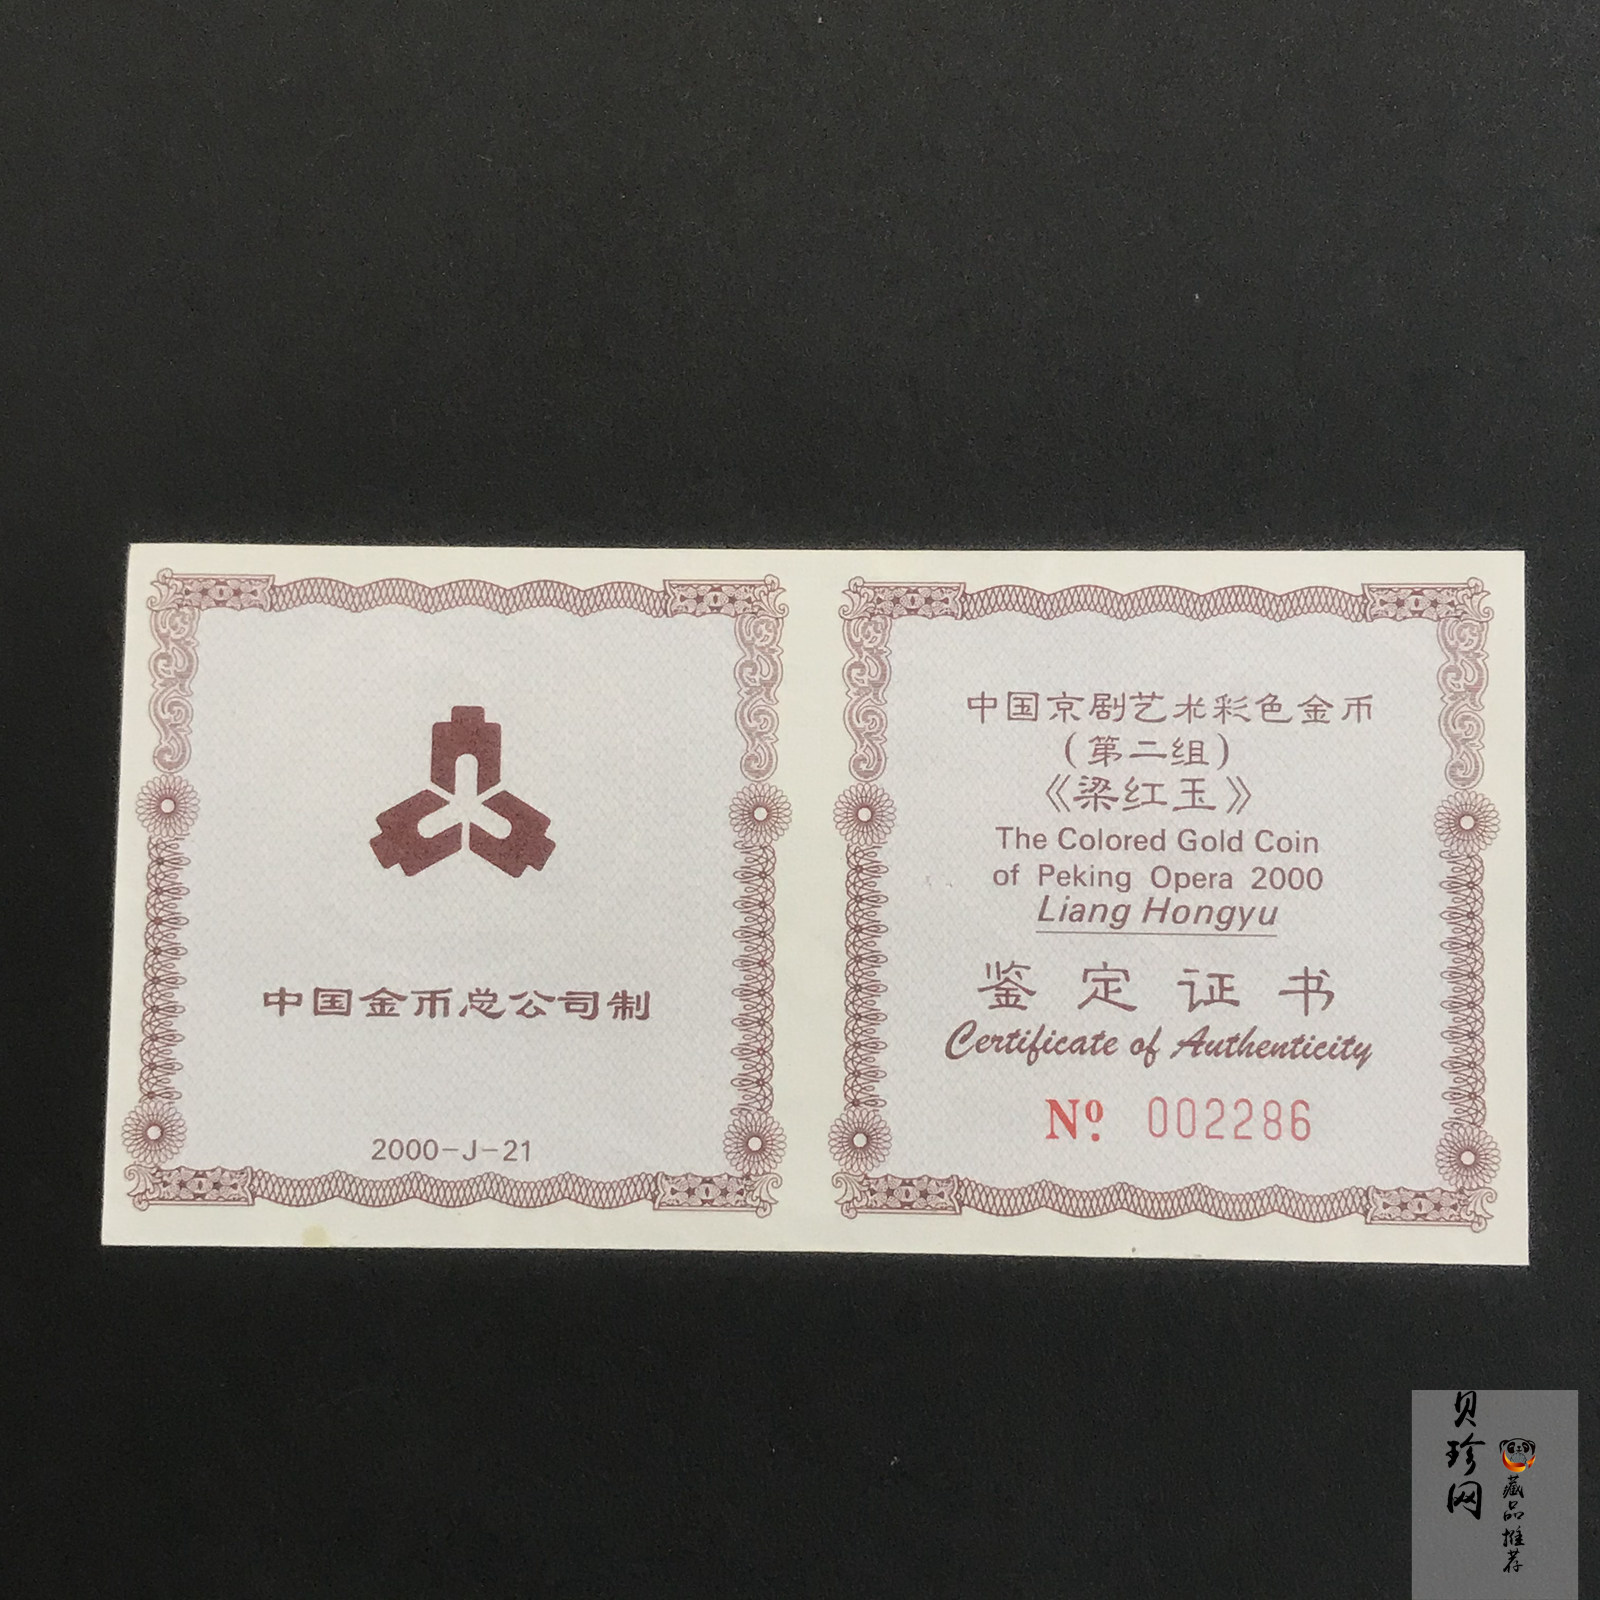 中国金币总公司制
2000-J-21
中国京剧艺术彩色金币
(第二组)
《梁红玉》
The Colored Gold Coin
of Peking Opera 2000
Liang Hongyu
鉴定证书
Certificate of Authenticity
Nº 002286
贝珍网
藏品推荐